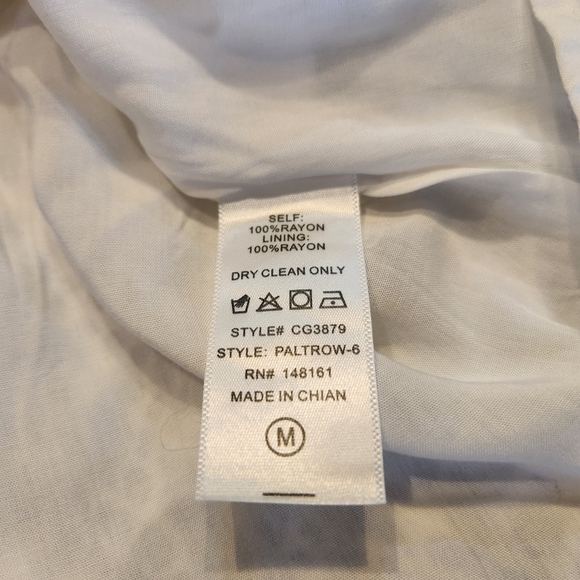 SELF:
100%RAYON
LINING:
100%RAYON
DRY CLEAN ONLY
STYLE# CG3879
STYLE: PALTROW-6
RN# 148161
MADE IN CHIAN
M